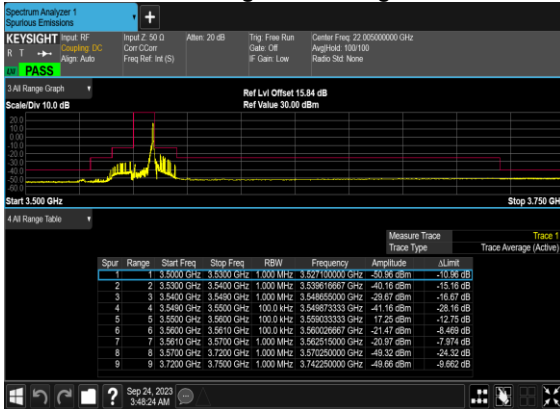 Spectrum Analyzer 1
Spurious Emissions
KEYSIGHT Input: RF Input Z: 50 Ω Atten: 20 dB Trig: Free Run Center Freq: 22.005000000 GHz
R T Coupling: DC Corr CCorr Gate: Off Avg|Hold: 100/100
Align: Auto Freq Ref: Int (S) IF Gain: Low Radio Std: None
PASS
3 All Range Graph
Ref Lvl Offset 15.84 dB
Scale/Div 10.0 dB Ref Value 30.00 dBm
20.0
10.0
0.00
-10.0
-20.0
-30.0
-40.0
-50.0
-60.0
Start 3.500 GHz Stop 3.750 GH
4 All Range Table
Measure Trace Trace 1
Trace Type Trace Average (Active)
Spur Range Start Freq Stop Freq RBW Frequency Amplitude ΔLimit
1 1 3.5000 GHz 3.5300 GHz 1.000 MHz 3.527100000 GHz -50.96 dBm -10.96 dB
2 2 3.5300 GHz 3.5400 GHz 1.000 MHz 3.539616667 GHz -40.16 dBm -15.16 dB
3 3 3.5400 GHz 3.5490 GHz 1.000 MHz 3.548655000 GHz -29.67 dBm -16.67 dB
4 4 3.5490 GHz 3.5500 GHz 100.0 kHz 3.549873333 GHz -41.16 dBm -28.16 dB
5 5 3.5500 GHz 3.5600 GHz 100.0 kHz 3.559033333 GHz 17.25 dBm -12.75 dB
6 6 3.5600 GHz 3.5610 GHz 100.0 kHz 3.560026667 GHz -21.47 dBm -8.469 dB
7 7 3.5610 GHz 3.5700 GHz 1.000 MHz 3.562515000 GHz -20.97 dBm -7.974 dB
8 8 3.5700 GHz 3.7200 GHz 1.000 MHz 3.570250000 GHz -49.32 dBm -24.32 dB
9 9 3.7200 GHz 3.7500 GHz 1.000 MHz 3.742250000 GHz -49.66 dBm -9.662 dB
Sep 24, 2023
3:48:24 AM